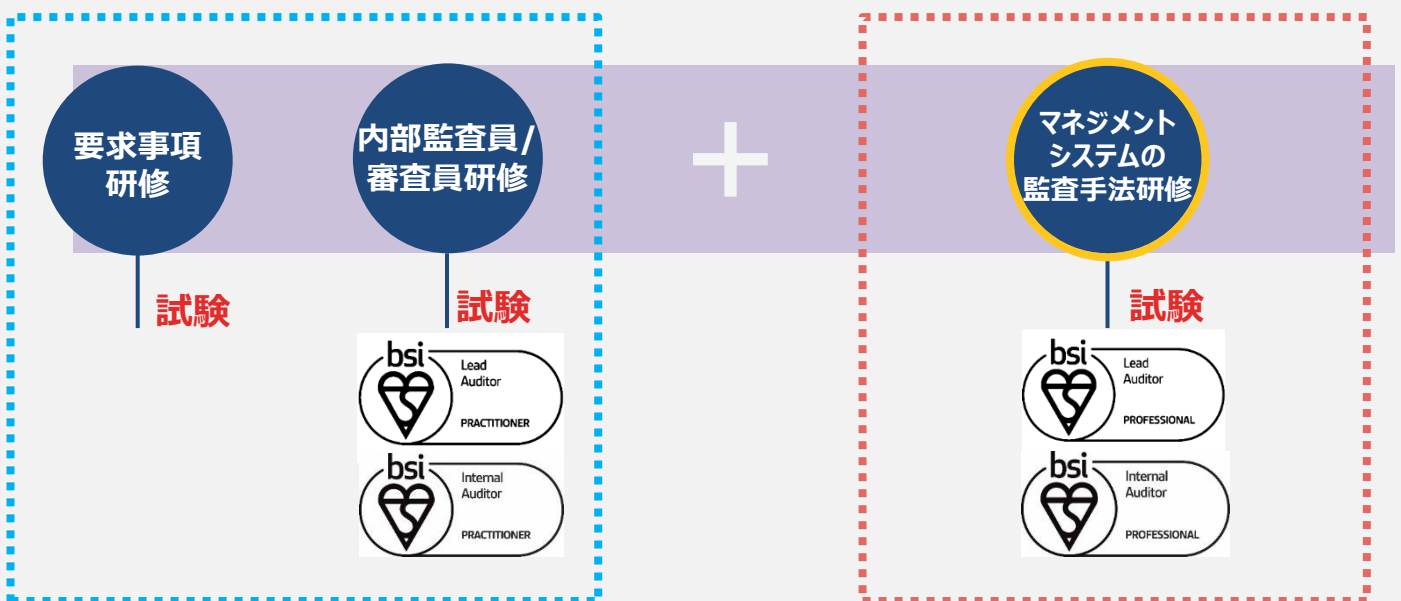 要求事項
研修
内部監査員/
審査員研修
+
マネジメント
システムの
監査手法研修
試験
試験
試験
bsi
Lead
Auditor
PRACTITIONER
bsi
Internal
Auditor
PRACTITIONER
bsi
Lead
Auditor
PROFESSIONAL
bsi
Internal
Auditor
PROFESSIONAL